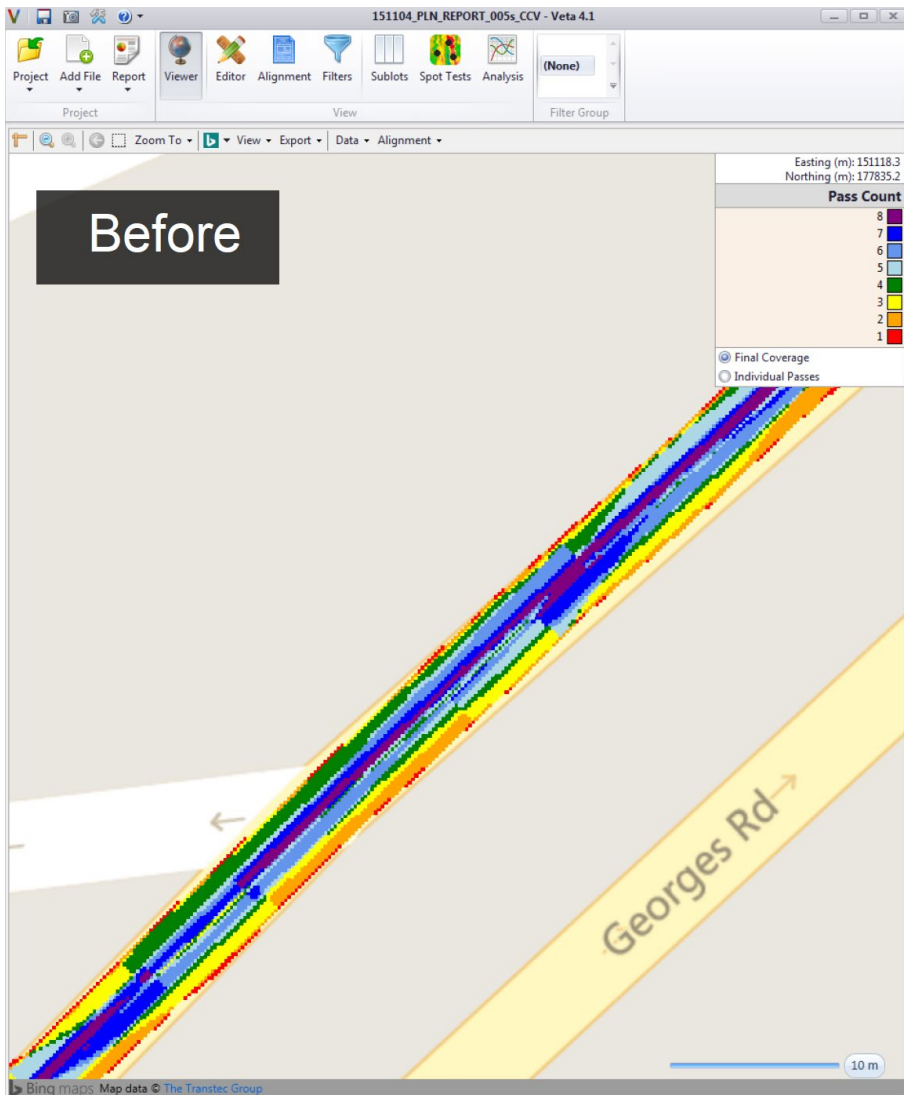 151104_PLN_REPORT_005s_CCV - Veta 4.1
Project Add File Report Viewer Editor Alignment Filters Sublots Spot Tests Analysis (None)
Project View Filter Group
Zoom To View Export Data Alignment
Easting (m): 151118.3
Northing (m): 177835.2
Pass Count
8
7
6
5
4
3
2
1
Final Coverage
Individual Passes
Before
Georges Rd
10 m
Bing maps Map data © The Transtec Group